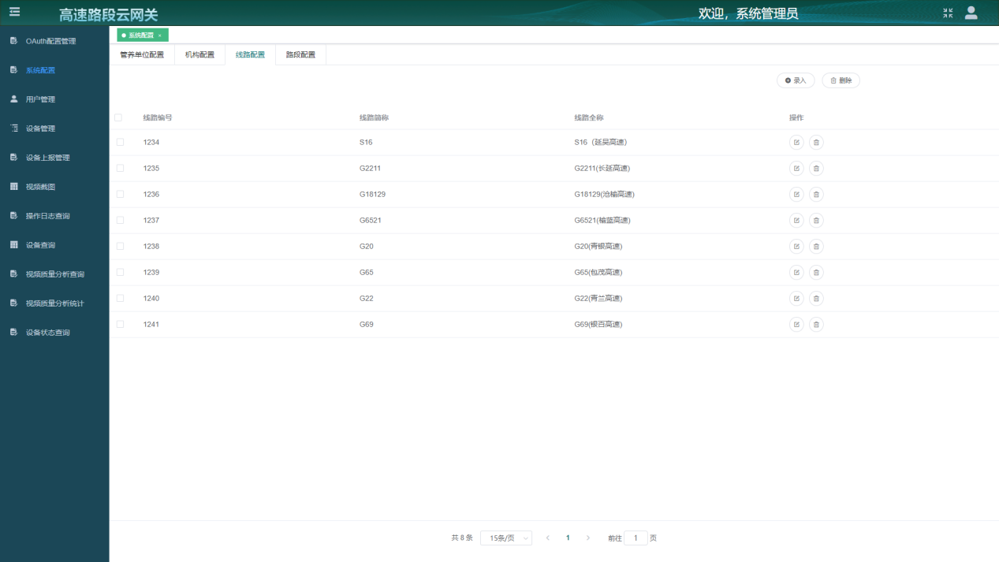 高速路段云网关
欢迎，系统管理员
OAuth配置管理
系统配置
用户管理
设备管理
设备上报管理
视频截图
操作日志查询
设备查询
视频质量分析查询
视频质量分析统计
设备状态查询
系统配置 ×
管养单位配置 机构配置 线路配置 路段配置
录入 删除
线路编号 线路简称 线路全称 操作
1234 S16 S16（延吴高速）
1235 G2211 G2211(长延高速)
1236 G18129 G18129(沧榆高速)
1237 G6521 G6521(榆蓝高速)
1238 G20 G20(青银高速)
1239 G65 G65(包茂高速)
1240 G22 G22(青兰高速)
1241 G69 G69(银百高速)
共 8 条 15条/页 1 前往 1 页